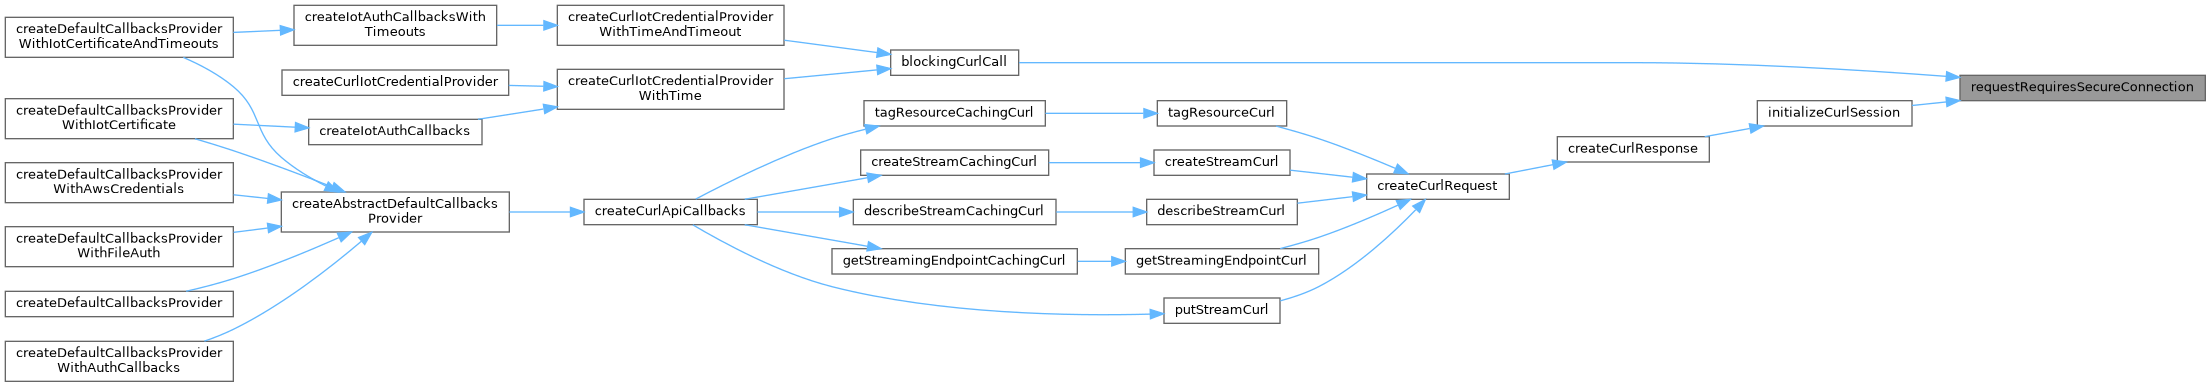 createDefaultCallbacksProvider
WithIotCertificateAndTimeouts
createIotAuthCallbacksWith
Timeouts
createCurlIotCredentialProvider
WithTimeAndTimeout
blockingCurlCall
requestRequiresSecureConnection
createCurlIotCredentialProvider
createCurlIotCredentialProvider
WithTime
createDefaultCallbacksProvider
WithIotCertificate
createIotAuthCallbacks
tagResourceCachingCurl
tagResourceCurl
initializeCurlSession
createStreamCachingCurl
createStreamCurl
createCurlResponse
createDefaultCallbacksProvider
WithAwsCredentials
createAbstractDefaultCallbacks
Provider
createCurlApiCallbacks
describeStreamCachingCurl
describeStreamCurl
createCurlRequest
createDefaultCallbacksProvider
WithFileAuth
getStreamingEndpointCachingCurl
getStreamingEndpointCurl
createDefaultCallbacksProvider
putStreamCurl
createDefaultCallbacksProvider
WithAuthCallbacks